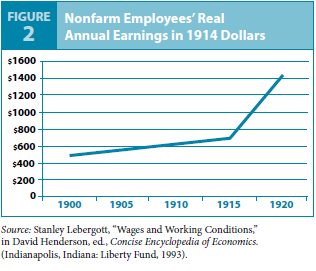 FIGURE 2
Nonfarm Employees' Real
Annual Earnings in 1914 Dollars
$1600
$1400
$1200
$1000
$800
$600
$400
$200
0
1900 1905 1910 1915 1920
Source: Stanley Lebergott, "Wages and Working Conditions,"
in David Henderson, ed., Concise Encyclopedia of Economics.
(Indianapolis, Indiana: Liberty Fund, 1993).